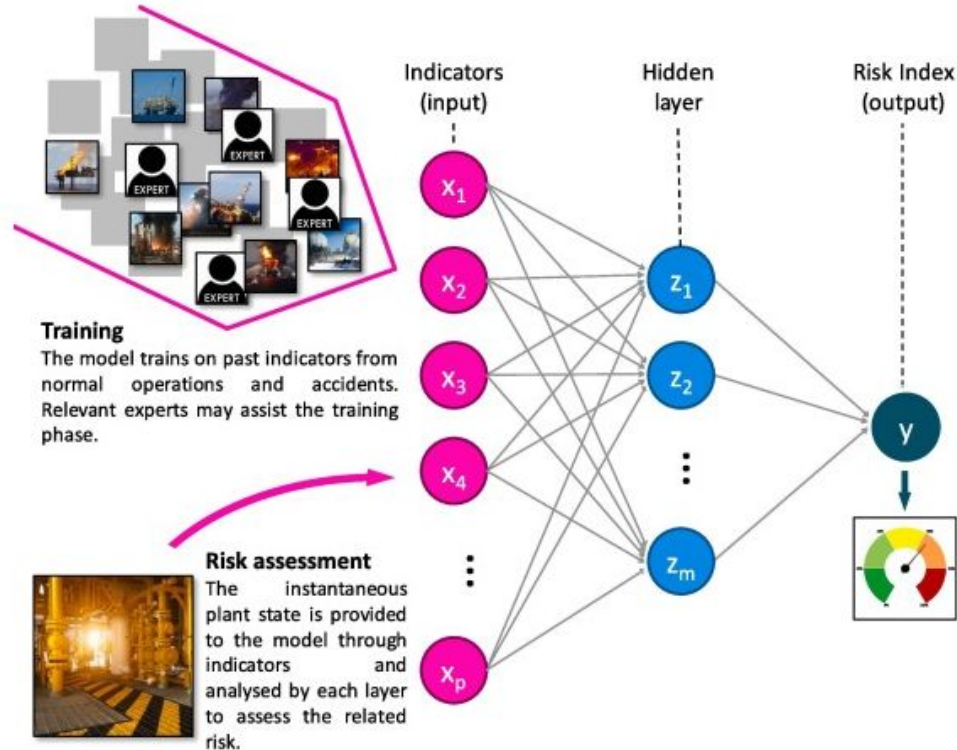 Indicators
(input)
Hidden
layer
Risk Index
(output)
EXPERT
EXPERT
EXPERT
EXPERT
Training
The model trains on past indicators from
normal operations and accidents.
Relevant experts may assist the training
phase.
x1
x2
x3
x4
xp
z1
z2
zm
y
Risk assessment
The instantaneous
plant state is provided
to the model through
indicators and
analysed by each layer
to assess the related
risk.